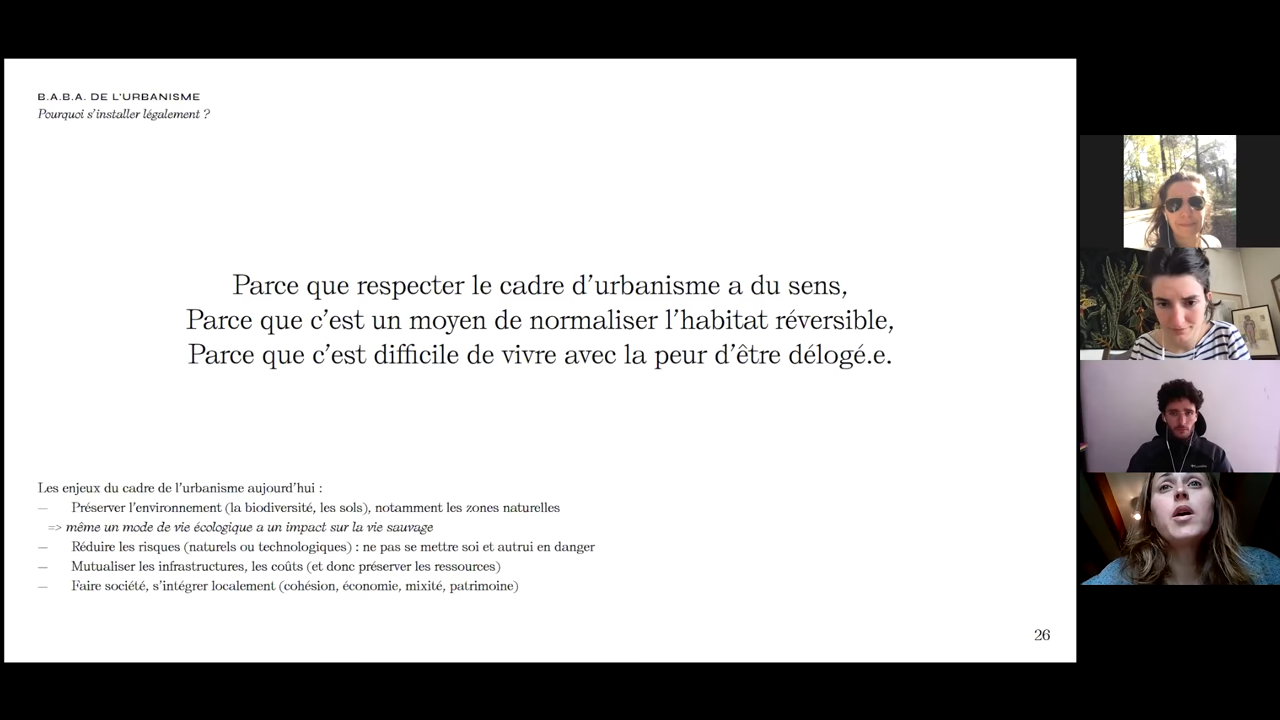 B.A.B.A. DE L'URBANISME
Pourquoi s'installer légalement ?
Parce que respecter le cadre d'urbanisme a du sens,
Parce que c'est un moyen de normaliser l'habitat réversible,
Parce que c'est difficile de vivre avec la peur d'être délogé.e.
Les enjeux du cadre de l'urbanisme aujourd'hui :
— Préserver l'environnement (la biodiversité, les sols), notamment les zones naturelles
=> même un mode de vie écologique a un impact sur la vie sauvage
— Réduire les risques (naturels ou technologiques) : ne pas se mettre soi et autrui en danger
— Mutualiser les infrastructures, les coûts (et donc préserver les ressources)
— Faire société, s'intégrer localement (cohésion, économie, mixité, patrimoine)
26